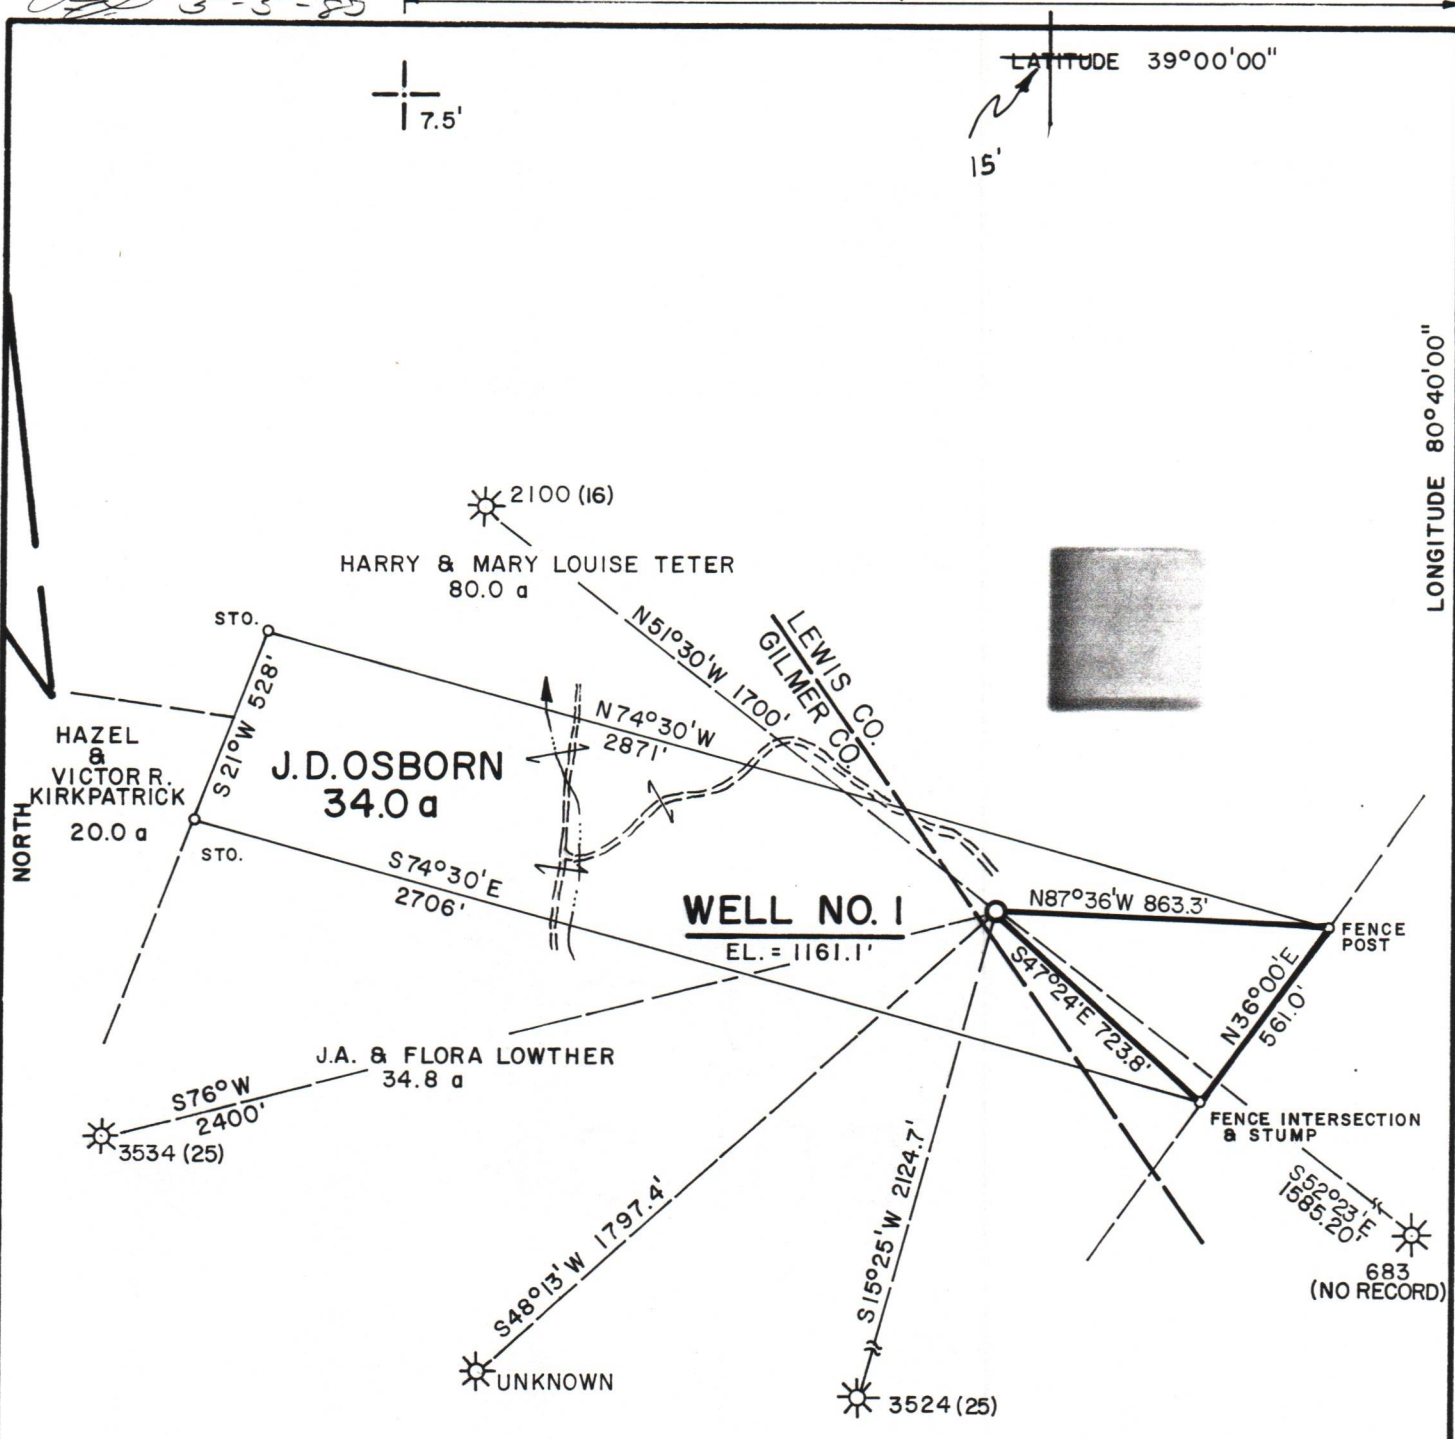 3-5-85
LATITUDE 39°00'00"
7.5'
15'
LONGITUDE 80°40'00"
2100 (16)
HARRY & MARY LOUISE TETER
80.0 a
STO.
N51°30'W 1700'
LEWIS CO.
GILMER CO.
S21°W 528'
N74°30'W
2871'
HAZEL
&
VICTOR R.
KIRKPATRICK
20.0 a
J.D. OSBORN
34.0 a
NORTH
STO.
S74°30'E
2706'
WELL NO. 1
EL. = 1161.1'
N87°36'W 863.3'
FENCE
POST
S47°24'E 723.8'
N36°00'E
561.0'
J.A. & FLORA LOWTHER
34.8 a
S76°W
2400'
3534 (25)
FENCE INTERSECTION
& STUMP
S52°23'E
1585.20'
683
(NO RECORD)
S48°13'W 1797.4'
S15°25'W 2124.7'
UNKNOWN
3524 (25)